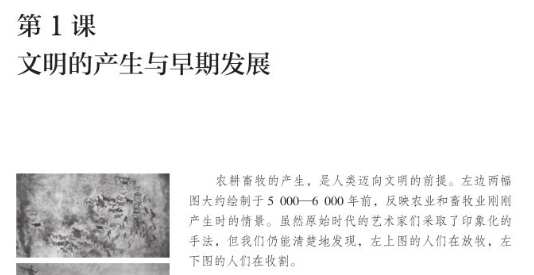 第 1 课
文明的产生与早期发展
农耕畜牧的产生，是人类迈向文明的前提。左边两幅
图大约绘制于 5 000—6 000 年前，反映农业和畜牧业刚刚
产生时的情景。虽然原始时代的艺术家们采取了印象化的
手法，但我们仍能清楚地发现，左上图的人们在放牧，左
下图的人们在收割。